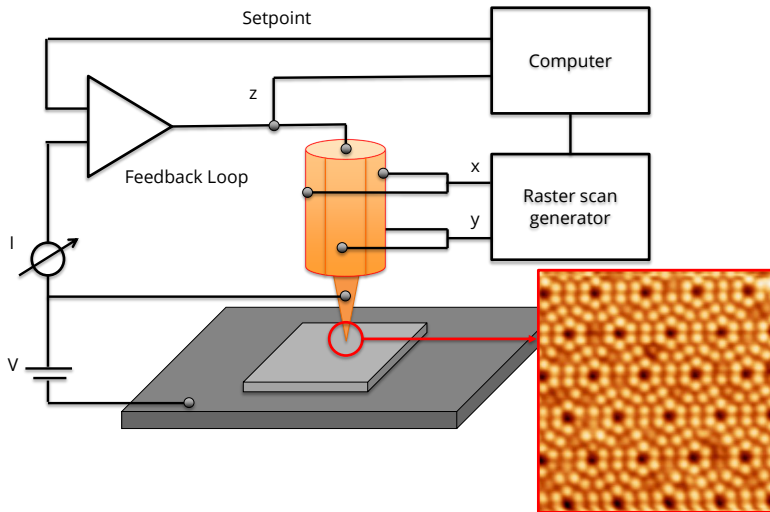 Setpoint
Computer
z
Feedback Loop
x
Raster scan
generator
y
I
V